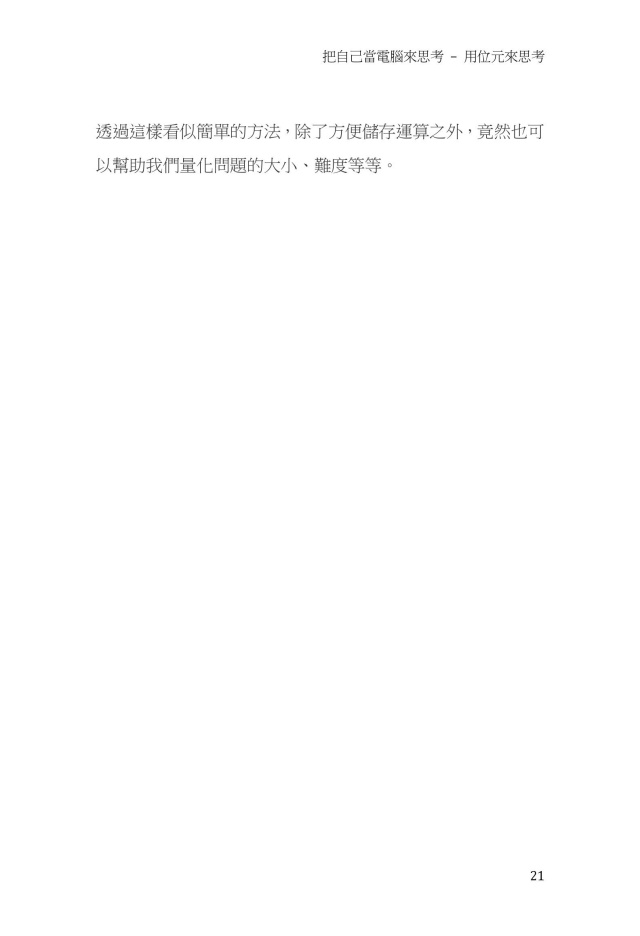 把自己當電腦來思考 – 用位元來思考
透過這樣看似簡單的方法，除了方便儲存運算之外，竟然也可
以幫助我們量化問題的大小、難度等等。
21